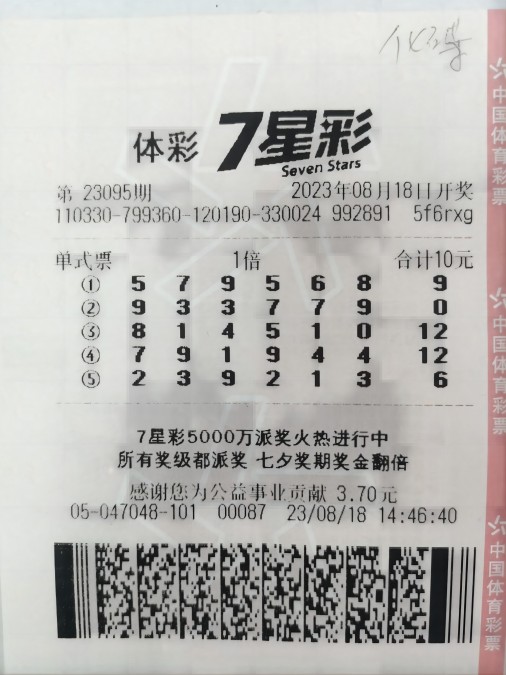 体彩 7星彩
Seven Stars
第 23095期 2023年08月18日开奖
110330-799360-120190-330024 992891 5f6rxg
单式票 1倍 合计10元
① 5 7 9 5 6 8 9
② 9 3 3 7 7 9 0
③ 8 1 4 5 1 0 12
④ 7 9 1 9 4 4 12
⑤ 2 3 9 2 1 3 6
7星彩5000万派奖火热进行中
所有奖级都派奖 七夕奖期奖金翻倍
感谢您为公益事业贡献 3.70元
05-047048-101 00087 23/08/18 14:46:40
中国体育彩票
中国体育彩票
中国体育彩票